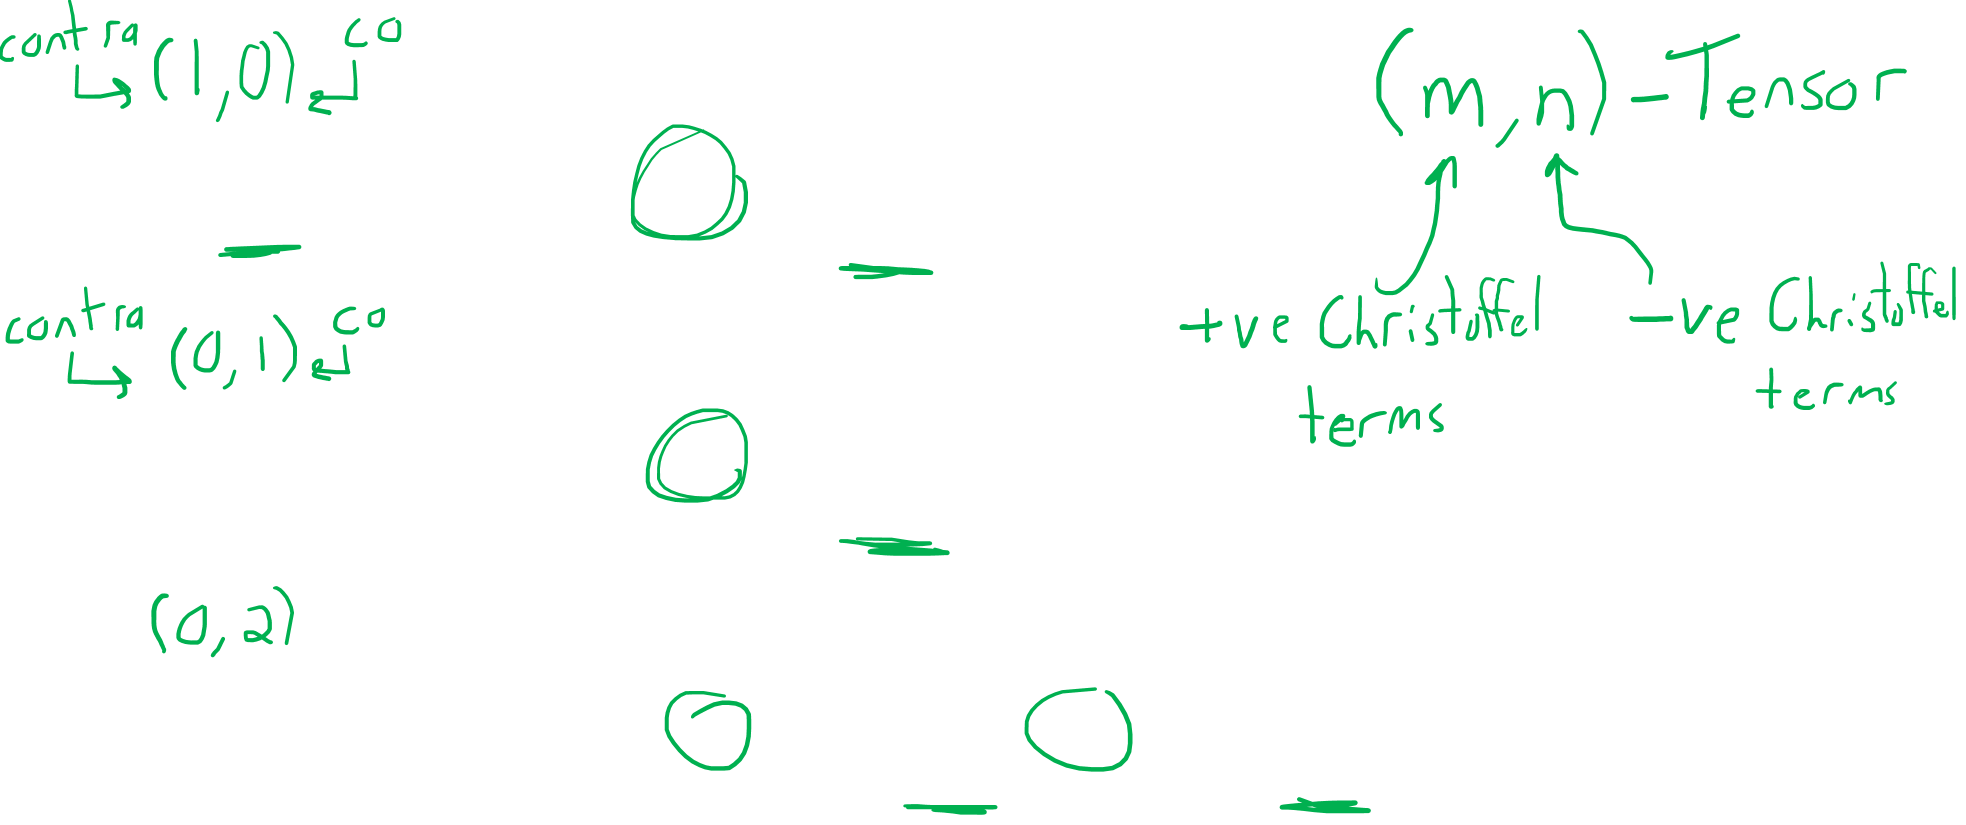 contra (1,0) co
(m,n)-Tensor
+ve Christoffel terms
-ve Christoffel terms
contra (0,1) co
(0,2)